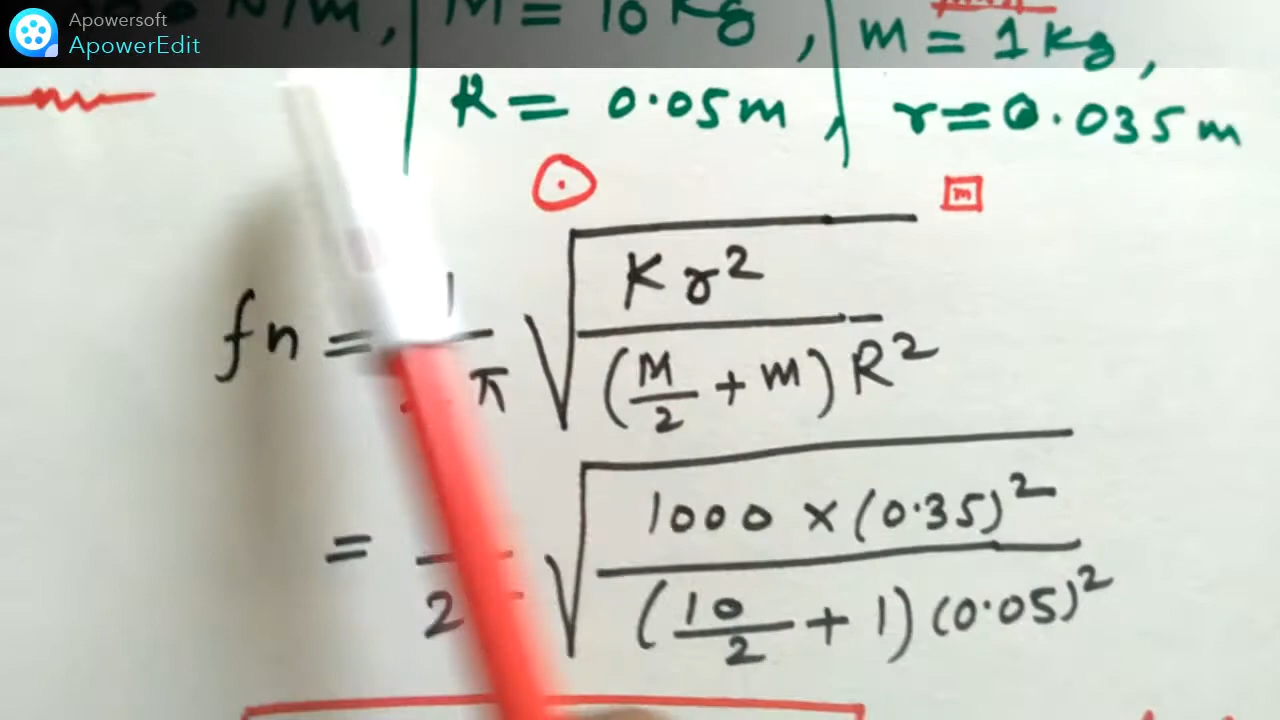 Apowersoft
ApowerEdit
N/m, M = 10 Kg, m = 1 Kg,
R = 0.05 m, r = 0.035 m
m
fn = 1/π √(K r² / (M/2 + m) R²)
= 2 √(1000 × (0.35)² / (10/2 + 1) (0.05)²)